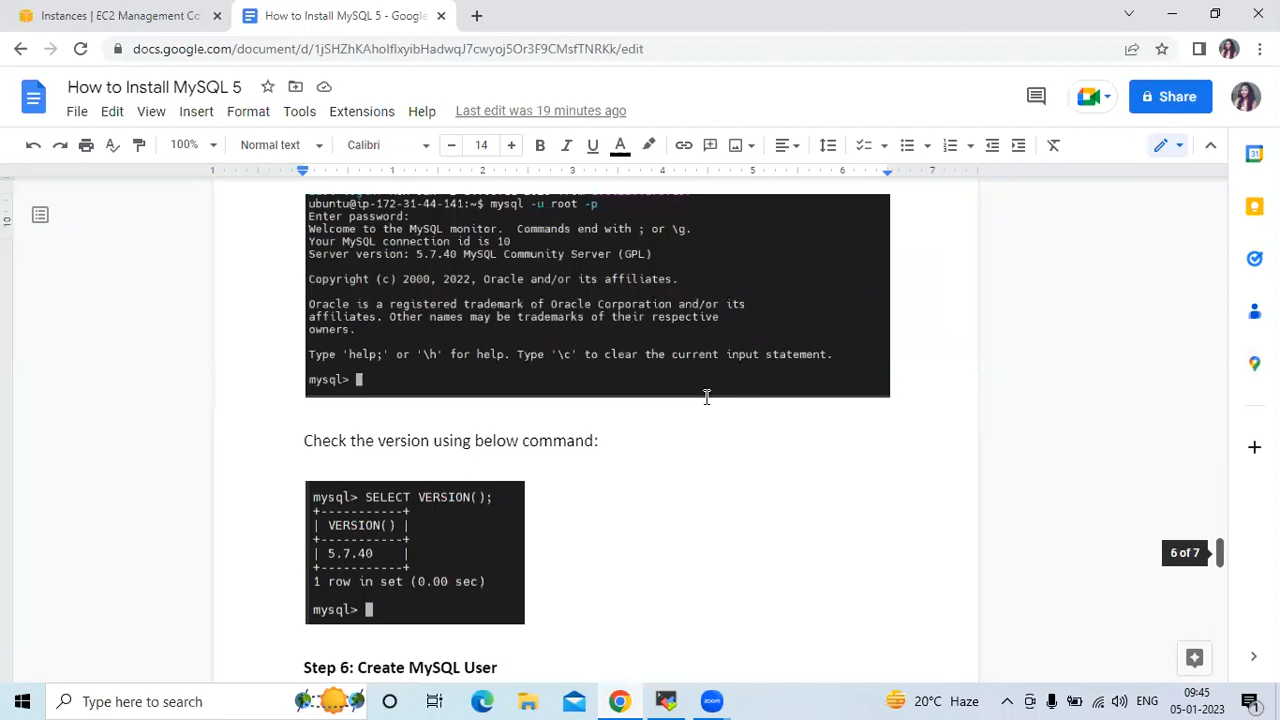 Instances | EC2 Management Co
How to Install MySQL 5 - Google
docs.google.com/document/d/1jSHZhKAholfIxyibHadwqJ7cwyoj5Or3F9CMsfTNRKk/edit
How to Install MySQL 5
File Edit View Insert Format Tools Extensions Help Last edit was 19 minutes ago
Share
100% Normal text Calibri 14
1 1 2 3 4 5 6 7
ubuntu@ip-172-31-44-141:~$ mysql -u root -p
Enter password:
Welcome to the MySQL monitor.  Commands end with ; or \g.
Your MySQL connection id is 10
Server version: 5.7.40 MySQL Community Server (GPL)
Copyright (c) 2000, 2022, Oracle and/or its affiliates.
Oracle is a registered trademark of Oracle Corporation and/or its
affiliates. Other names may be trademarks of their respective
owners.
Type 'help;' or '\h' for help. Type '\c' to clear the current input statement.
mysql>
Check the version using below command:
mysql> SELECT VERSION();
+-----------+
| VERSION() |
+-----------+
| 5.7.40    |
+-----------+
1 row in set (0.00 sec)
mysql>
6 of 7
Step 6: Create MySQL User
Type here to search
20°C Haze
ENG
09:45
05-01-2023